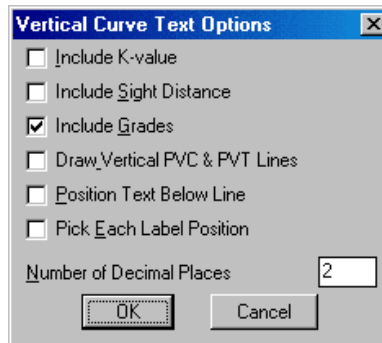 Vertical Curve Text Options
Include K-value
Include Sight Distance
Include Grades
Draw Vertical PVC & PVT Lines
Position Text Below Line
Pick Each Label Position
Number of Decimal Places 2
OK Cancel